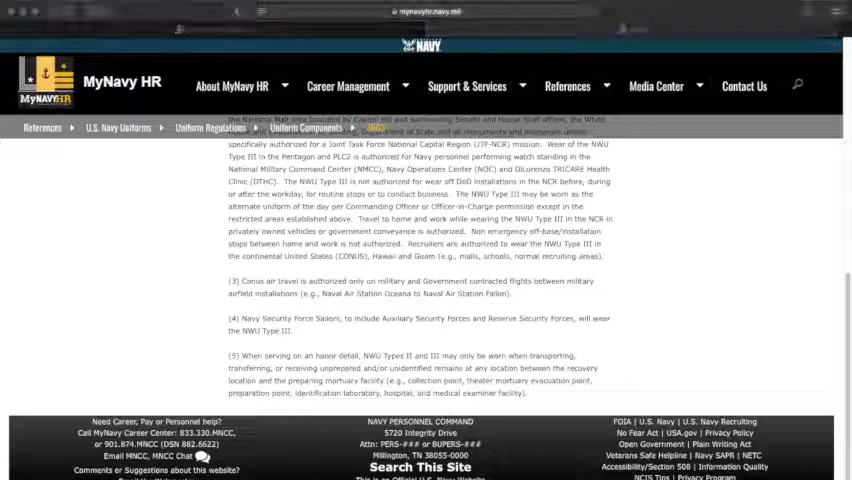 mynavyhr.navy.mil
NAVY
MyNAVYHR
MyNavy HR
About MyNavy HR
Career Management
Support & Services
References
Media Center
Contact Us
References
U.S. Navy Uniforms
Uniform Regulations
Uniform Components
the National Mall area bounded by Capitol Hill and surrounding Senate and House Staff offices, the White
Department of State and all monuments and memorials unless
specifically authorized for a Joint Task Force National Capital Region (JTF-NCR) mission. Wear of the NWU
Type III in the Pentagon and PLC2 is authorized for Navy personnel performing watch standing in the
National Military Command Center (NMCC), Navy Operations Center (NOC) and DiLorenzo TRICARE Health
Clinic (DTHC). The NWU Type III is not authorized for wear off DoD installations in the NCR before, during
or after the workday, for routine stops or to conduct business. The NWU Type III may be worn as the
alternate uniform of the day per Commanding Officer or Officer-in-Charge permission except in the
restricted areas established above. Travel to home and work while wearing the NWU Type III in the NCR in
privately owned vehicles or government conveyance is authorized. Non emergency off-base/installation
stops between home and work is not authorized. Recruiters are authorized to wear the NWU Type III in
the continental United States (CONUS), Hawaii and Guam (e.g., malls, schools, normal recruiting areas).
(3) Conus air travel is authorized only on military and Government contracted flights between military
airfield installations (e.g., Naval Air Station Oceana to Naval Air Station Fallon).
(4) Navy Security Force Sailors, to include Auxiliary Security Forces and Reserve Security Forces, will wear
the NWU Type III.
(5) When serving on an honor detail, NWU Types II and III may only be worn when transporting,
transferring, or receiving unprepared and/or unidentified remains at any location between the recovery
location and the preparing mortuary facility (e.g., collection point, theater mortuary evacuation point,
preparation point, identification laboratory, hospital, and medical examiner facility).
Need Career, Pay or Personnel help?
Call MyNavy Career Center: 833.330.MNCC,
or 901.874.MNCC (DSN 882.6622)
Email MNCC, MNCC Chat
Comments or Suggestions about this website?
NAVY PERSONNEL COMMAND
5720 Integrity Drive
Attn: PERS-### or BUPERS-###
Millington, TN 38055-0000
Search This Site
This is an Official U.S. Navy Website
FOIA | U.S. Navy | U.S. Navy Recruiting
No Fear Act | USA.gov | Privacy Policy
Open Government | Plain Writing Act
Veterans Safe Helpline | Navy SAPR | NETC
Accessibility/Section 508 | Information Quality
NCIS Tips | Privacy Program